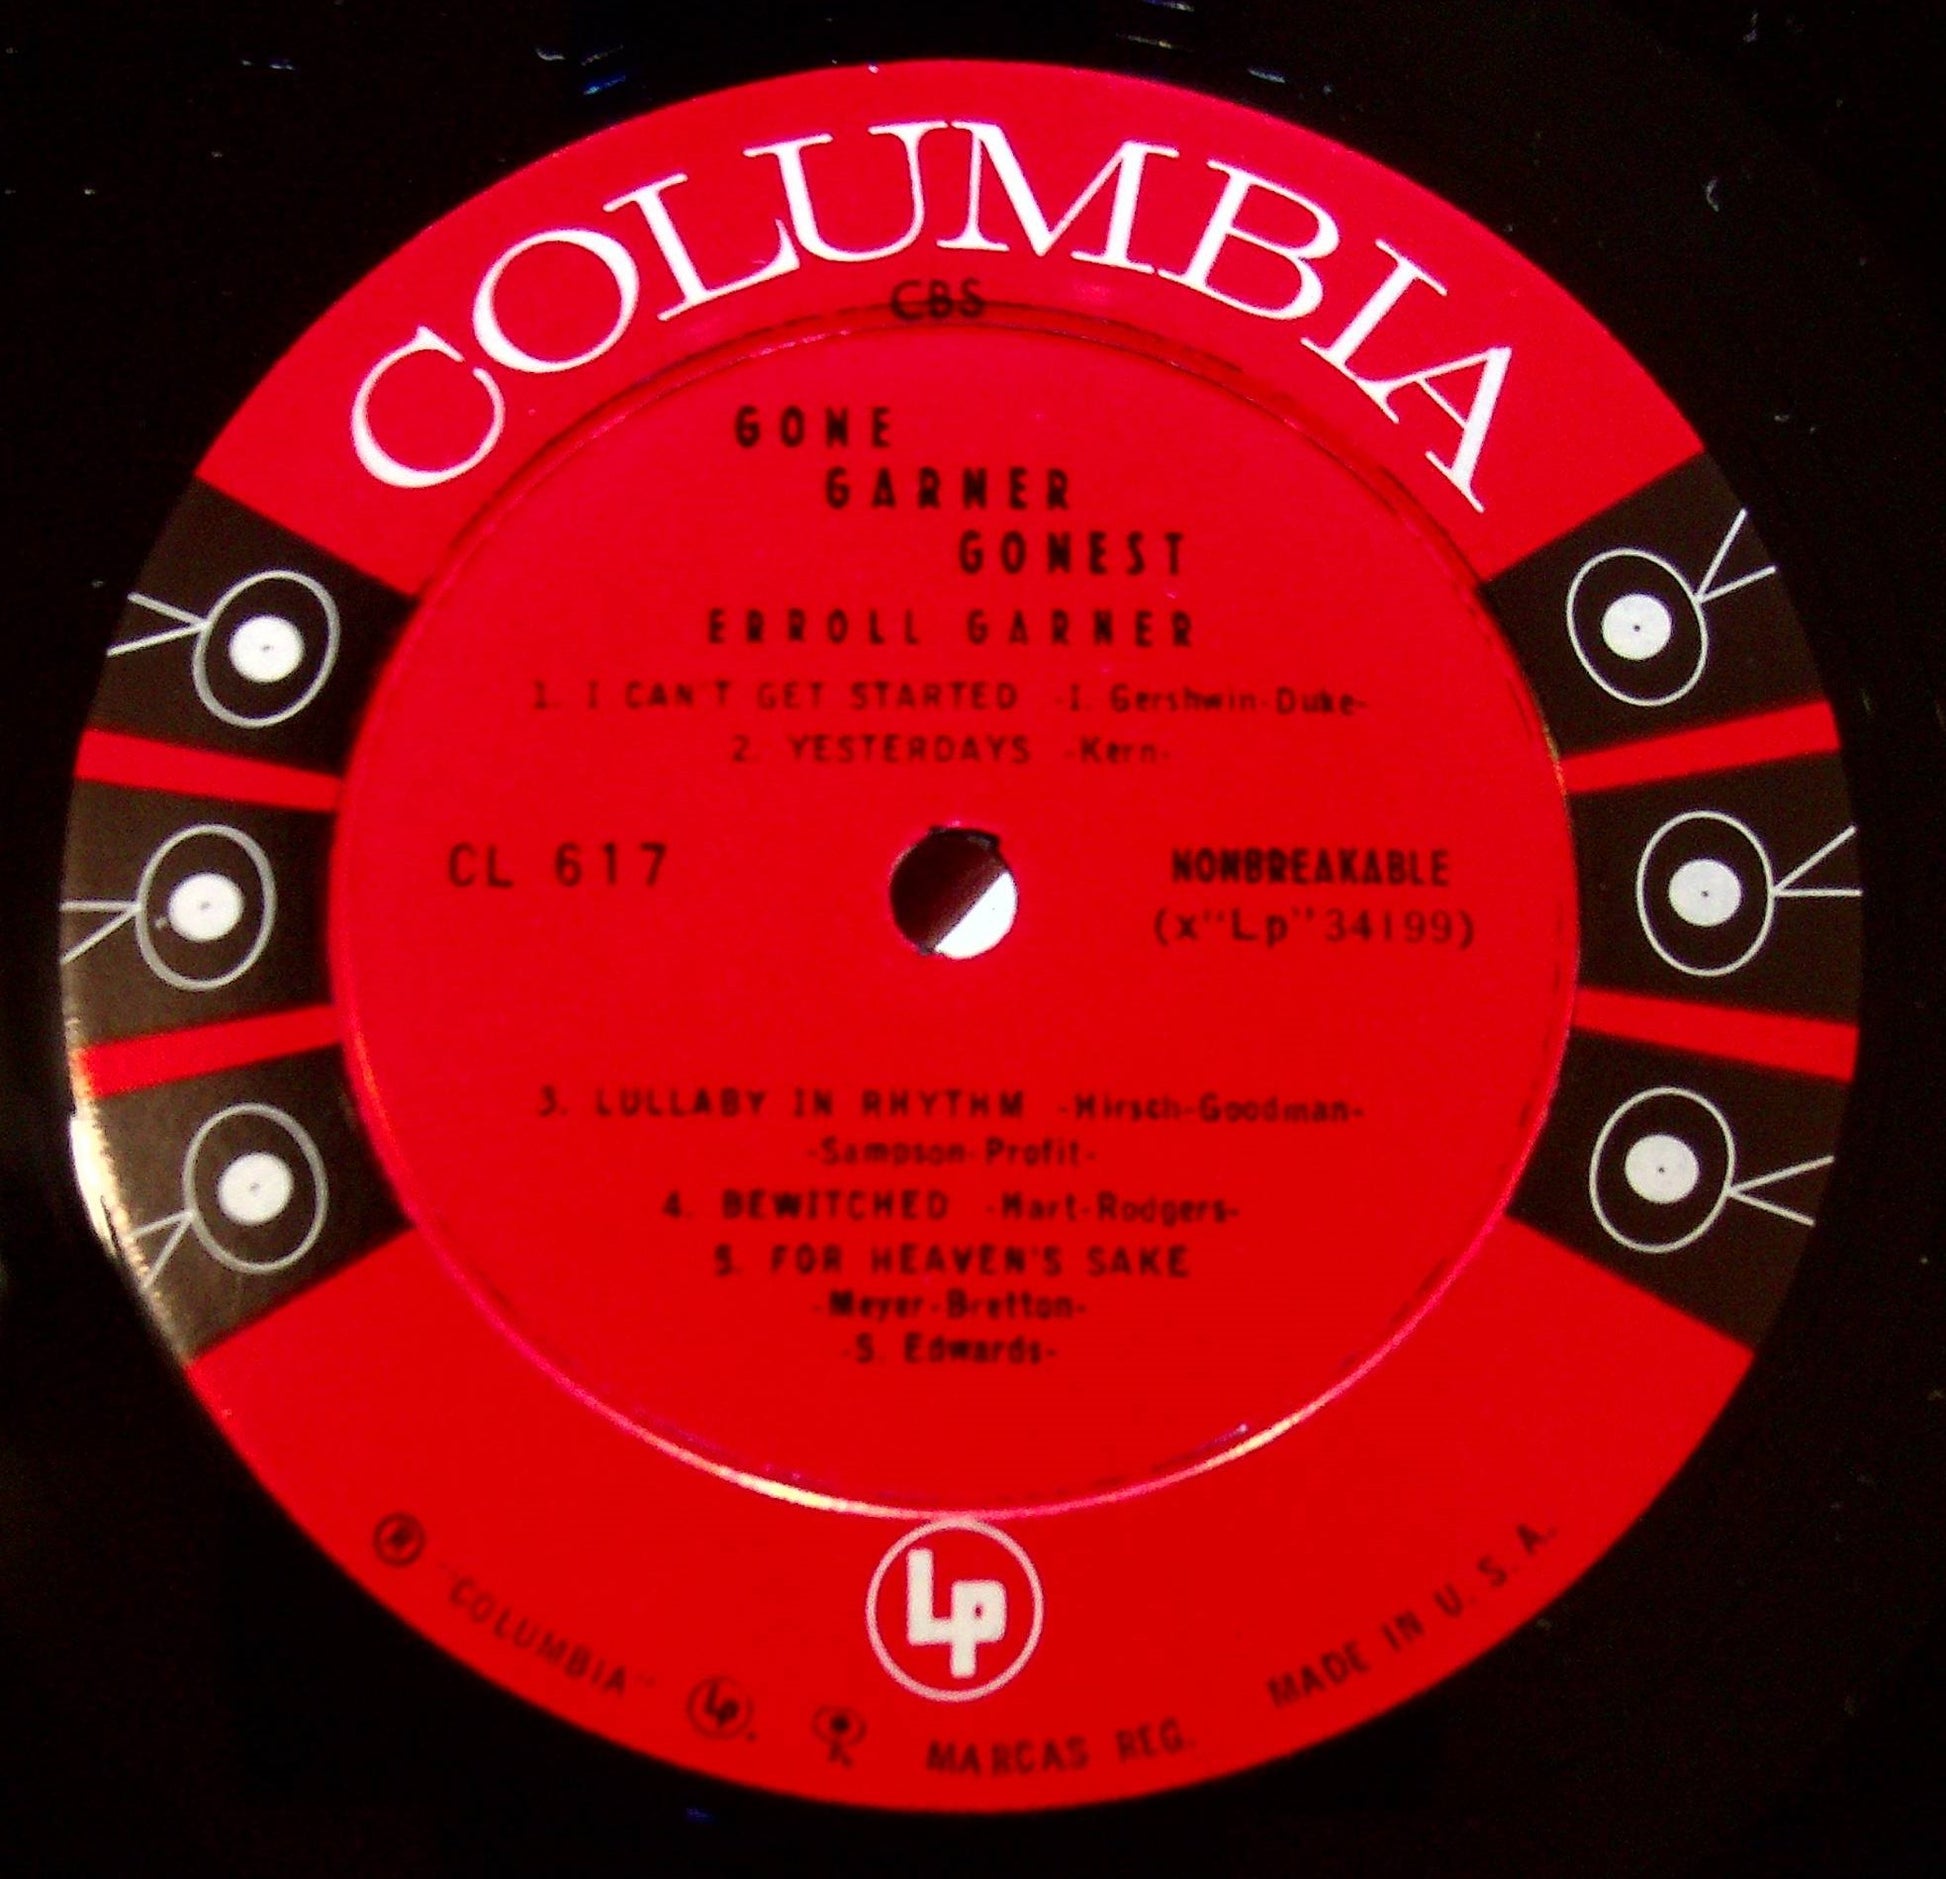 COLUMBIA
CBS
GONE
GARNER
GONEST
ERROLL GARNER
1. I CAN'T GET STARTED -I. Gershwin-Duke-
2. YESTERDAYS -Kern-
CL 617
NONBREAKABLE
(x"Lp"34199)
3. LULLABY IN RHYTHM -Hirsch-Goodman-
-Sampson-Profit-
4. BEWITCHED -Hart-Rodgers-
5. FOR HEAVEN'S SAKE
-Meyer-Bretton-
-S. Edwards-
Lp
® "COLUMBIA" Lp. MARCAS REG. MADE IN U.S.A.